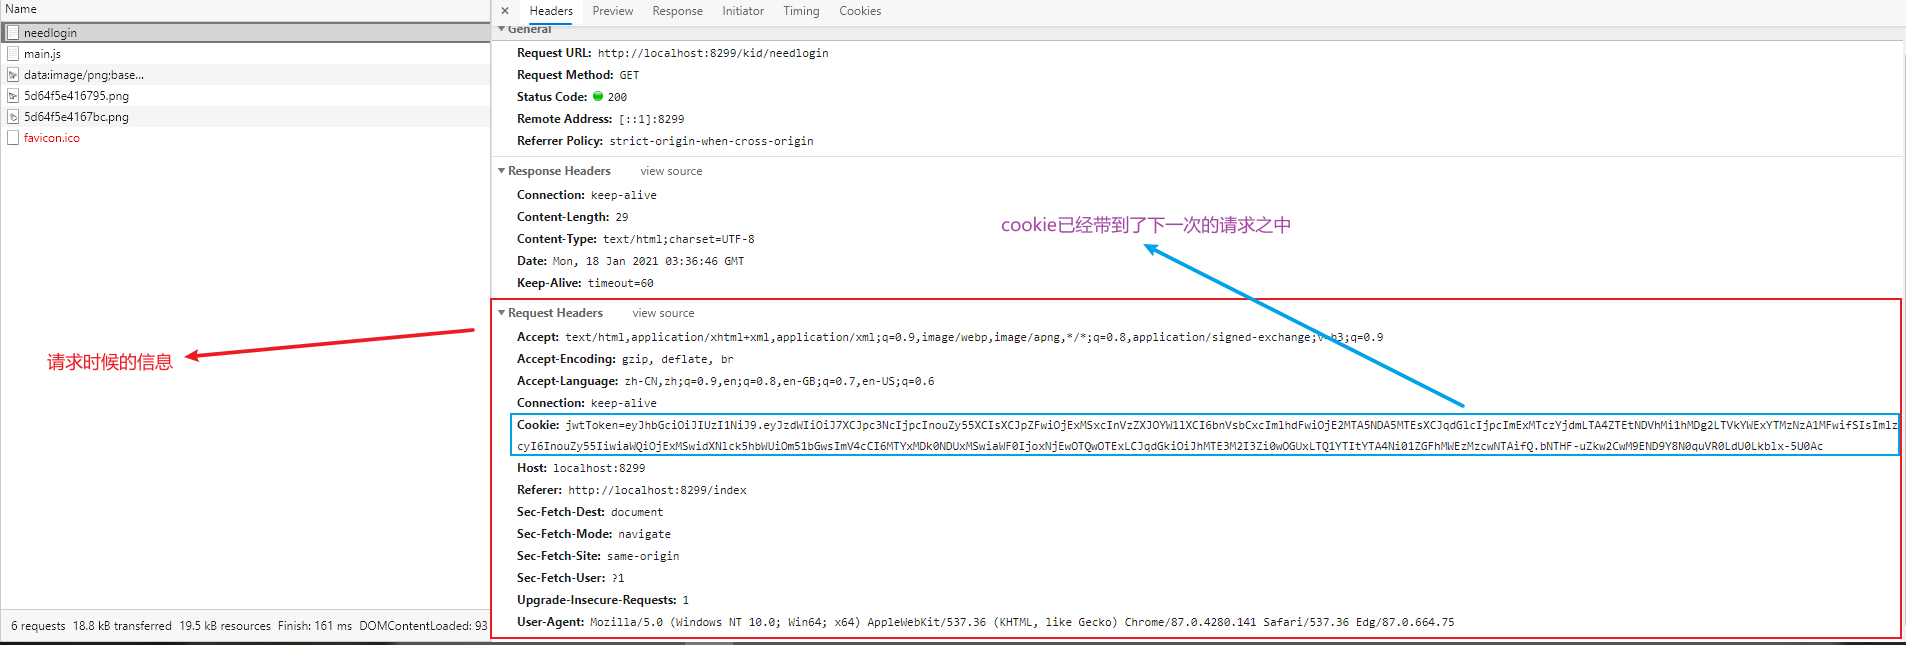 Name
needlogin
main.js
data:image/png;base...
5d64f5e416795.png
5d64f5e4167bc.png
favicon.ico
请求时候的信息
6 requests 18.8 kB transferred 19.5 kB resources Finish: 161 ms DOMContentLoaded: 93
× Headers Preview Response Initiator Timing Cookies
General
Request URL: http://localhost:8299/kid/needlogin
Request Method: GET
Status Code: 200
Remote Address: [::1]:8299
Referrer Policy: strict-origin-when-cross-origin
Response Headers view source
Connection: keep-alive
Content-Length: 29
Content-Type: text/html;charset=UTF-8
Date: Mon, 18 Jan 2021 03:36:46 GMT
Keep-Alive: timeout=60
cookie已经带到了下一次的请求之中
Request Headers view source
Accept: text/html,application/xhtml+xml,application/xml;q=0.9,image/webp,image/apng,*/*;q=0.8,application/signed-exchange;v=b3;q=0.9
Accept-Encoding: gzip, deflate, br
Accept-Language: zh-CN,zh;q=0.9,en;q=0.8,en-GB;q=0.7,en-US;q=0.6
Connection: keep-alive
Cookie:
Host: localhost:8299
Referer: http://localhost:8299/index
Sec-Fetch-Dest: document
Sec-Fetch-Mode: navigate
Sec-Fetch-Site: same-origin
Sec-Fetch-User: ?1
Upgrade-Insecure-Requests: 1
User-Agent: Mozilla/5.0 (Windows NT 10.0; Win64; x64) AppleWebKit/537.36 (KHTML, like Gecko) Chrome/87.0.4280.141 Safari/537.36 Edg/87.0.664.75